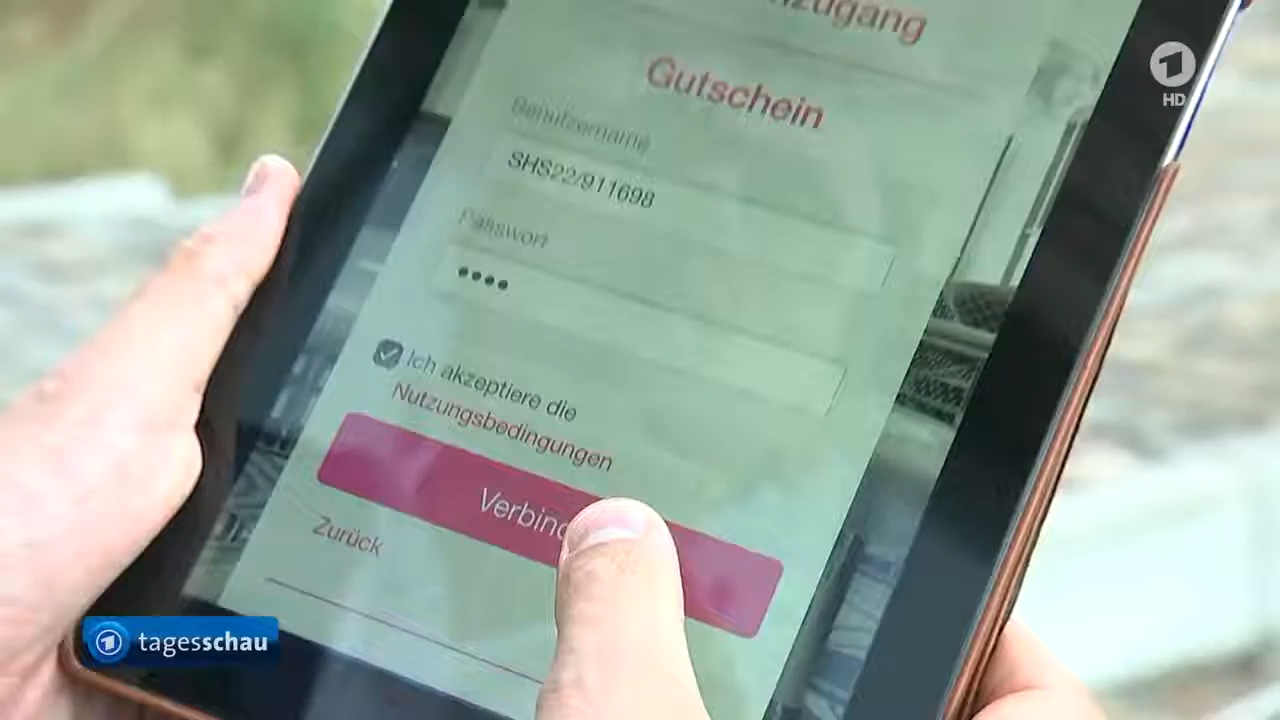 Gutschein
Benutzername
SHS22/911698
Passwort
••••
Ich akzeptiere die
Nutzungsbedingungen
Zurück
HD
tagesschau